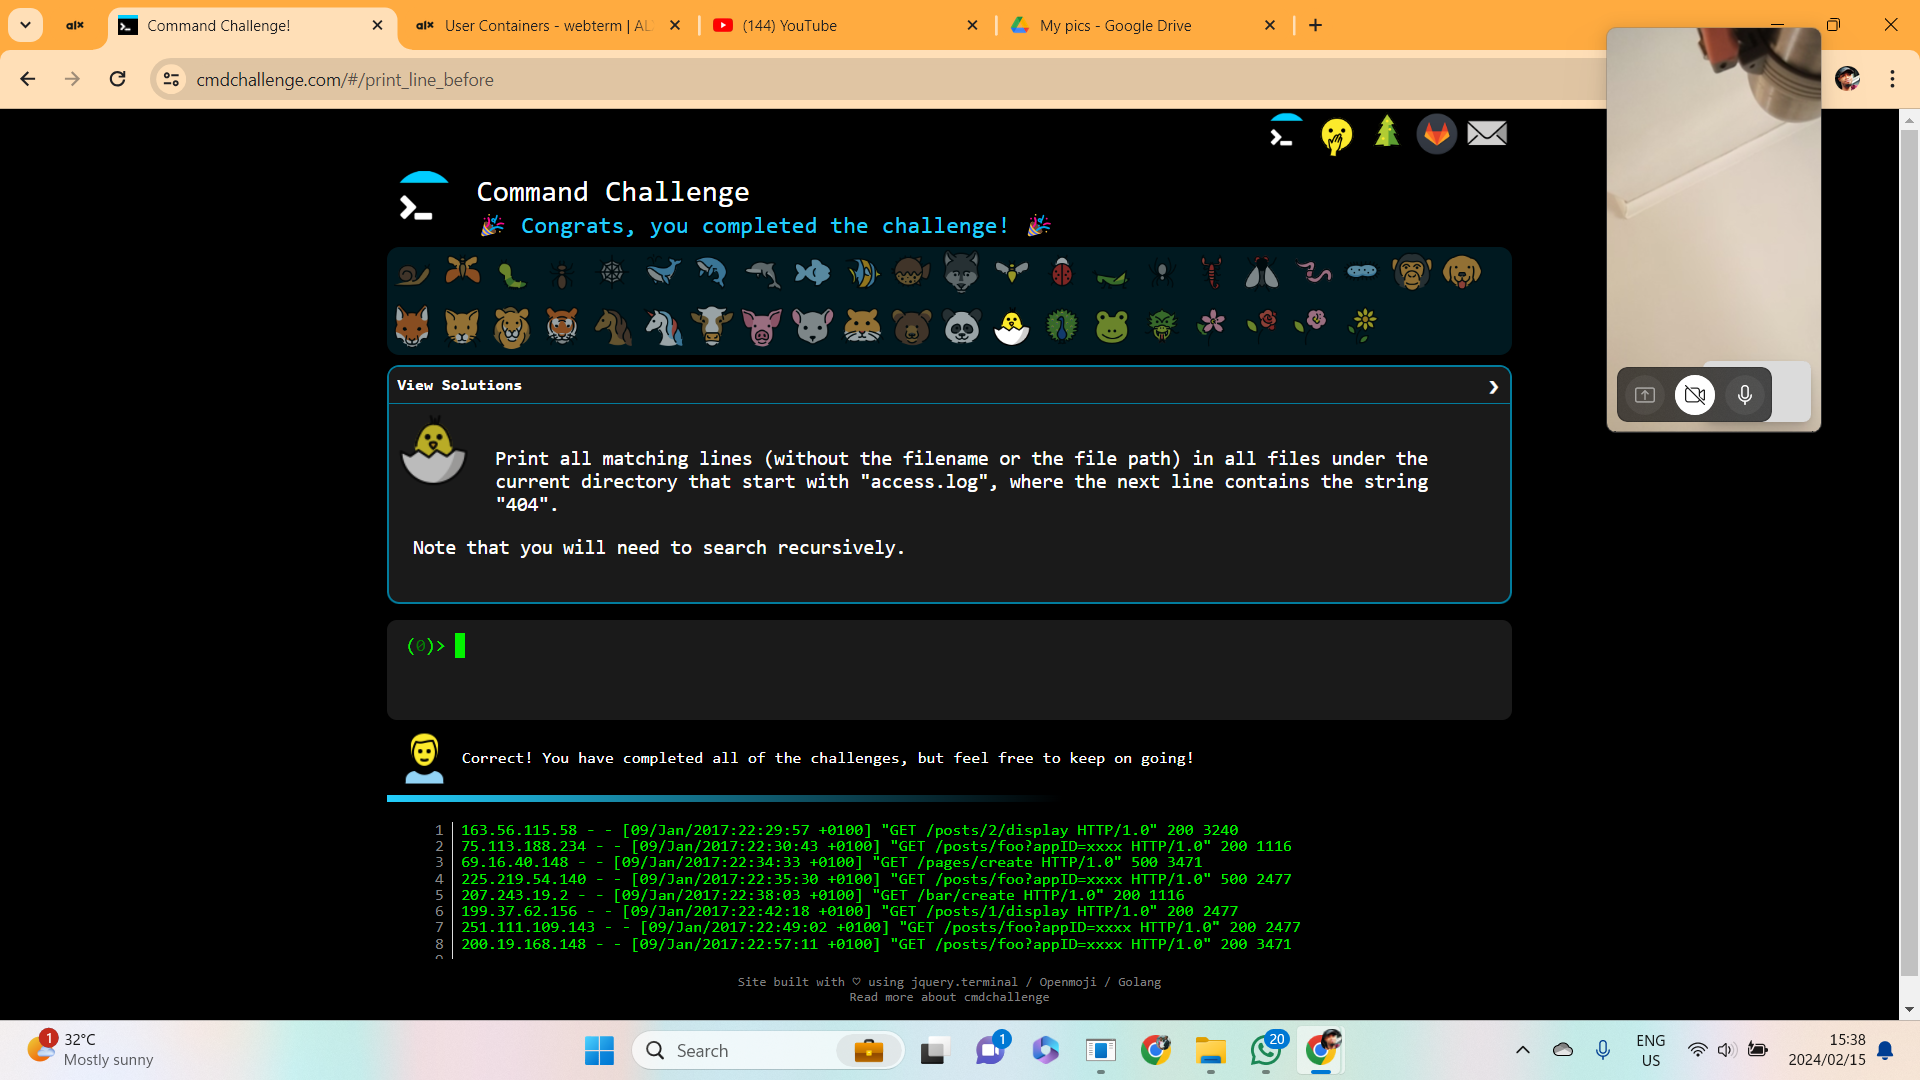 Command Challenge!
User Containers - webterm | AL
(144) YouTube
My pics - Google Drive
cmdchallenge.com/#/print_line_before
Command Challenge
Congrats, you completed the challenge!
View Solutions
Print all matching lines (without the filename or the file path) in all files under the
current directory that start with "access.log", where the next line contains the string
"404".
Note that you will need to search recursively.
(0)>
Correct! You have completed all of the challenges, but feel free to keep on going!
1 163.56.115.58 - - [09/Jan/2017:22:29:57 +0100] "GET /posts/2/display HTTP/1.0" 200 3240
2 75.113.188.234 - - [09/Jan/2017:22:30:43 +0100] "GET /posts/foo?appID=xxxx HTTP/1.0" 200 1116
3 69.16.40.148 - - [09/Jan/2017:22:34:33 +0100] "GET /pages/create HTTP/1.0" 500 3471
4 225.219.54.140 - - [09/Jan/2017:22:35:30 +0100] "GET /posts/foo?appID=xxxx HTTP/1.0" 500 2477
5 207.243.19.2 - - [09/Jan/2017:22:38:03 +0100] "GET /bar/create HTTP/1.0" 200 1116
6 199.37.62.156 - - [09/Jan/2017:22:42:18 +0100] "GET /posts/1/display HTTP/1.0" 200 2477
7 251.111.109.143 - - [09/Jan/2017:22:49:02 +0100] "GET /posts/foo?appID=xxxx HTTP/1.0" 200 2477
8 200.19.168.148 - - [09/Jan/2017:22:57:11 +0100] "GET /posts/foo?appID=xxxx HTTP/1.0" 200 3471
Site built with ♡ using jquery.terminal / Openmoji / Golang
Read more about cmdchallenge
1
32°C
Mostly sunny
Search
1
20
ENG
US
15:38
2024/02/15